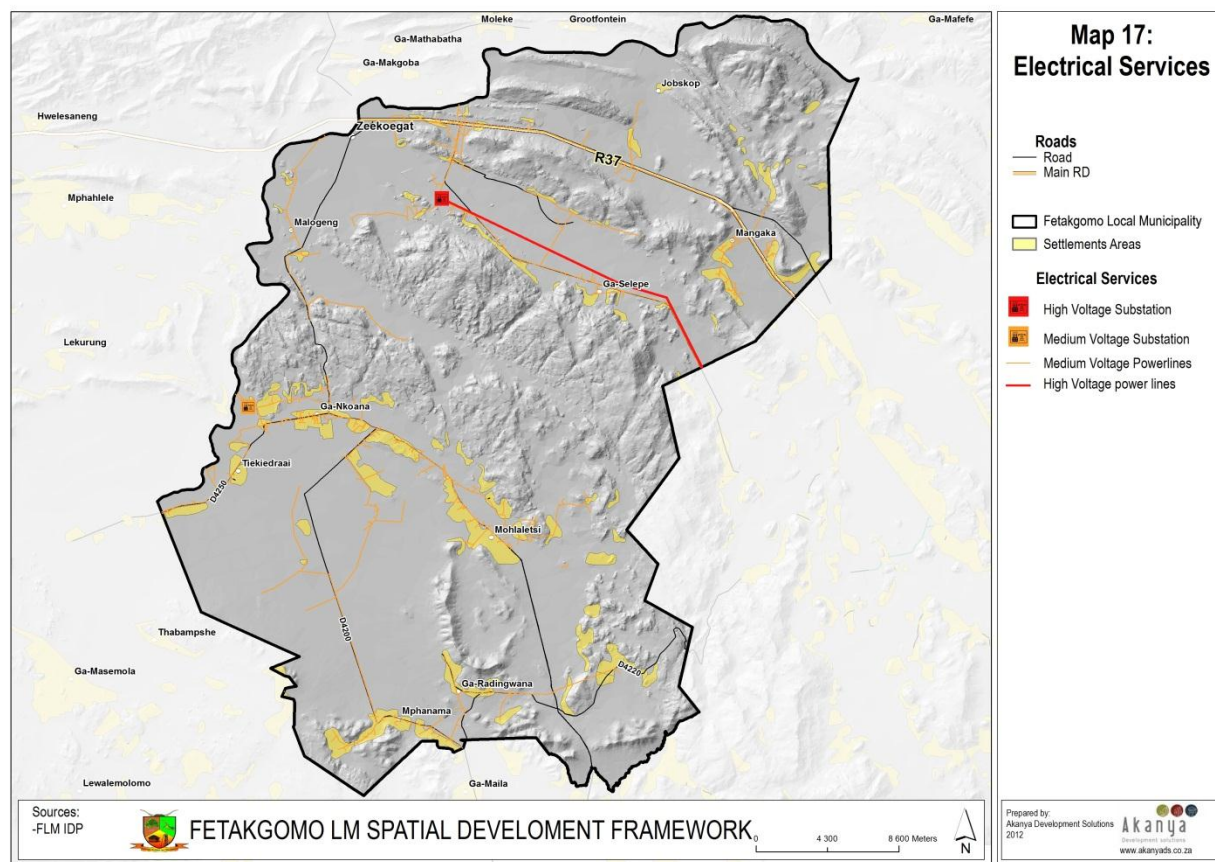 Map 17:
Electrical Services
Roads
Road
Main RD
Fetakgomo Local Municipality
Settlements Areas
Electrical Services
High Voltage Substation
Medium Voltage Substation
Medium Voltage Powerlines
High Voltage power lines
Moleke
Grootfontein
Ga-Mafefe
Ga-Mathabatha
Ga-Makgoba
Jobskop
Hwelesaneng
Zeekoegat
R37
Mphahlele
Malogeng
Mangaka
Ga-Selepe
Lekurung
Ga-Nkoana
Tiekiedraai
D4250
Mohlaletsi
D4200
Thabampshe
Ga-Masemola
D4220
Ga-Radingwana
Mphanama
Lewalemolomo
Ga-Maila
Sources:
-FLM IDP
FETAKGOMO LM SPATIAL DEVELOMENT FRAMEWORK
0 4 300 8 600 Meters
N
Prepared by:
Akanya Development Solutions
2012
Akanya
Development solutions
www.akanyads.co.za